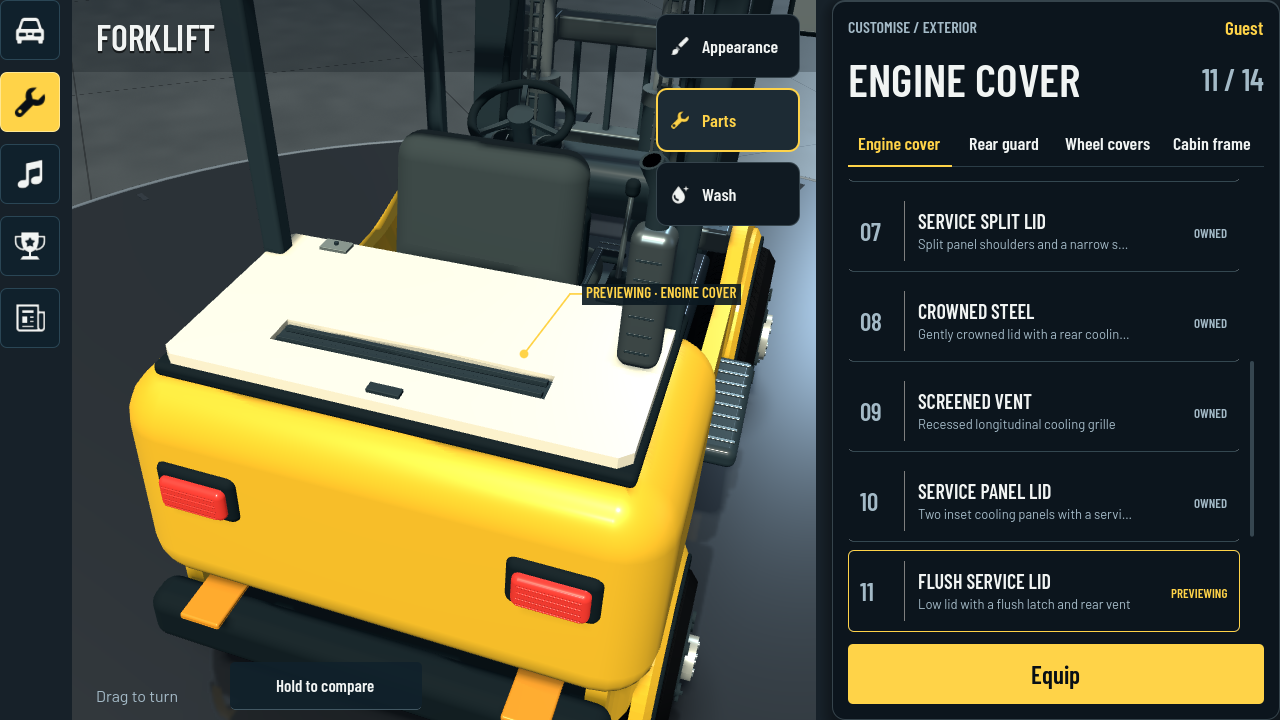 FORKLIFT
Appearance
Parts
Wash
PREVIEWING · ENGINE COVER
Hold to compare
Drag to turn
CUSTOMISE / EXTERIOR
Guest
ENGINE COVER
11 / 14
Engine cover
Rear guard
Wheel covers
Cabin frame
07
SERVICE SPLIT LID
Split panel shoulders and a narrow s...
OWNED
08
CROWNED STEEL
Gently crowned lid with a rear coolin...
OWNED
09
SCREENED VENT
Recessed longitudinal cooling grille
OWNED
10
SERVICE PANEL LID
Two inset cooling panels with a servi...
OWNED
11
FLUSH SERVICE LID
Low lid with a flush latch and rear vent
PREVIEWING
Equip